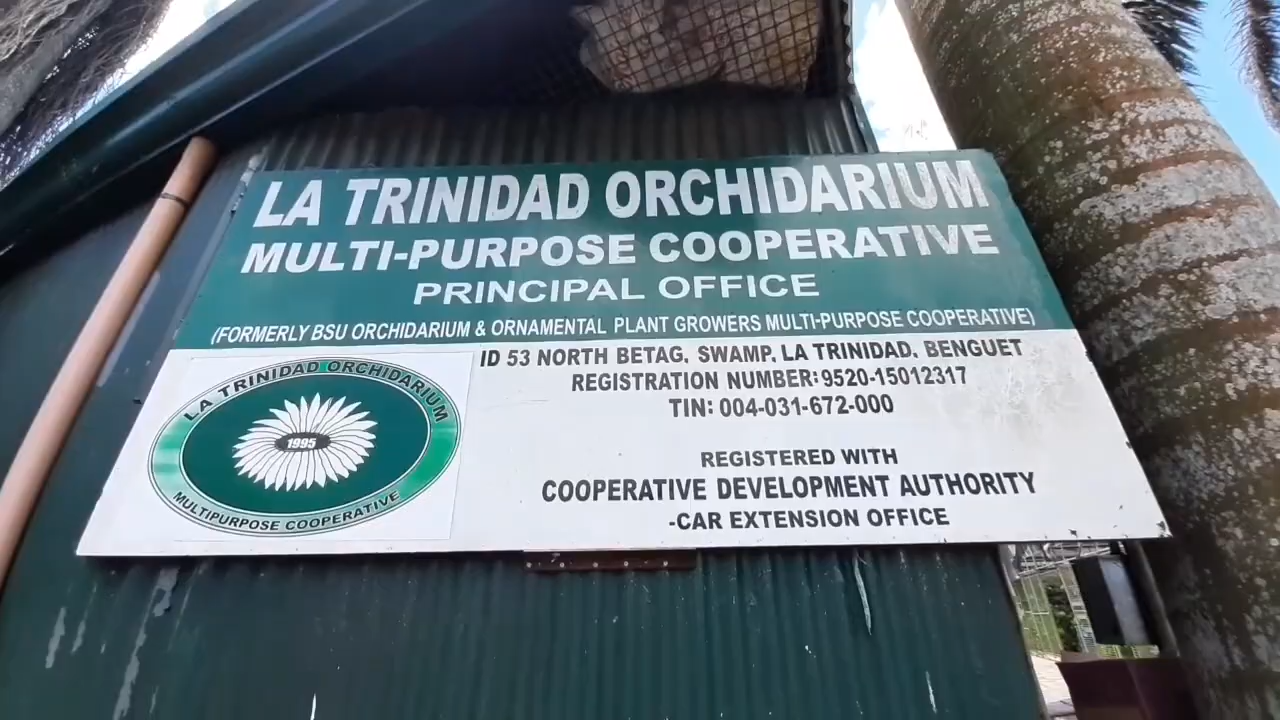 LA TRINIDAD ORCHIDARIUM
MULTI-PURPOSE COOPERATIVE
PRINCIPAL OFFICE
(FORMERLY BSU ORCHIDARIUM & ORNAMENTAL PLANT GROWERS MULTI-PURPOSE COOPERATIVE)
ID 53 NORTH BETAG, SWAMP, LA TRINIDAD, BENGUET
REGISTRATION NUMBER: 9520-15012317
TIN: 004-031-672-000
REGISTERED WITH
COOPERATIVE DEVELOPMENT AUTHORITY
-CAR EXTENSION OFFICE
LA TRINIDAD ORCHIDARIUM
1995
MULTIPURPOSE COOPERATIVE